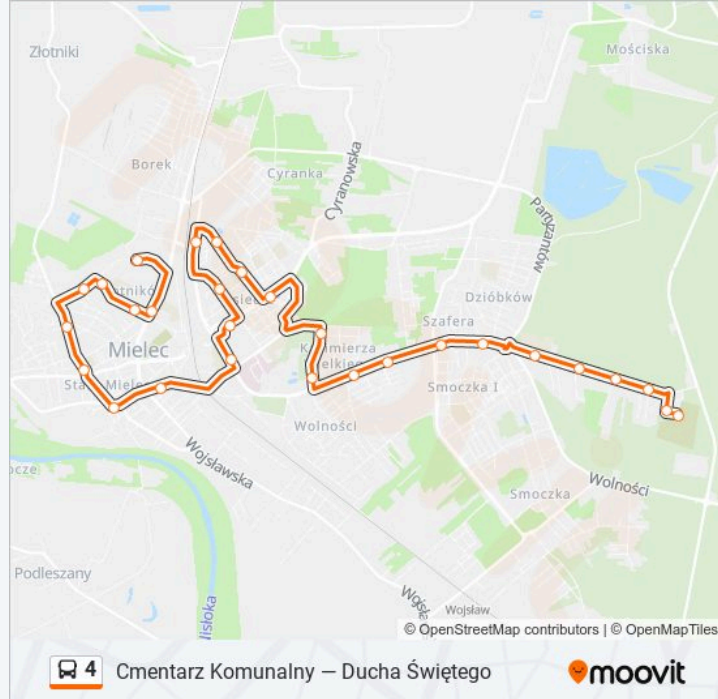 Złotniki
Mościska
Borek
Cyranka
Cyranowska
Partyzantów
Dzióbków
Szafera
Mielec
Smoczka I
Wolności
Wojsławska
Wolności
Smoczka
Podleszany
Wojsław
© OpenStreetMap contributors | © OpenMapTiles
4 Cmentarz Komunalny — Ducha Świętego
moovit